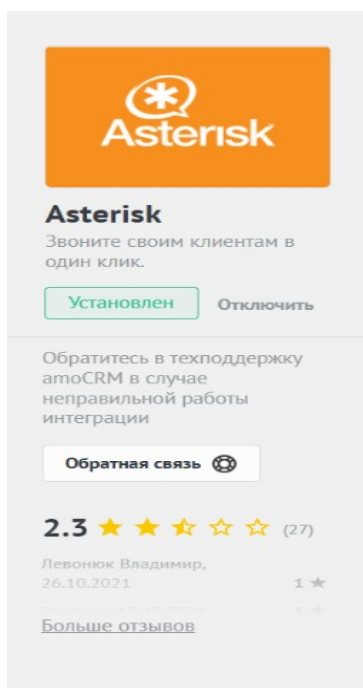 Asterisk
Asterisk
Звоните своим клиентам в
один клик.
Установлен Отключить
Обратитесь в техподдержку
amoCRM в случае
неправильной работы
интеграции
Обратная связь
2.3 (27)
Левонюк Владимир,
26.10.2021 1
Больше отзывов